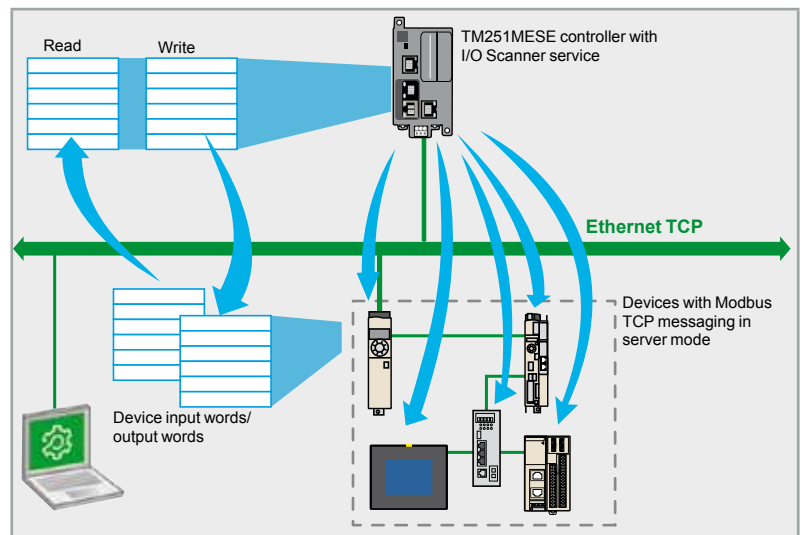 Read
Write
TM251MESE controller with
I/O Scanner service
Ethernet TCP
Devices with Modbus
TCP messaging in
server mode
Device input words/
output words